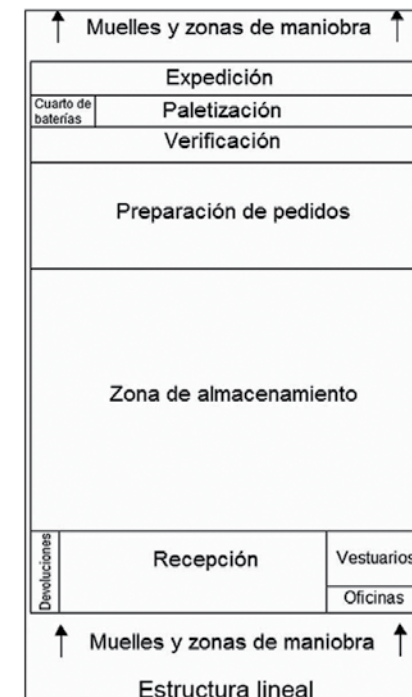 Muelles y zonas de maniobra
Expedición
Cuarto de
baterías
Paletización
Verificación
Preparación de pedidos
Zona de almacenamiento
Devoluciones
Recepción
Vestuarios
Oficinas
Muelles y zonas de maniobra
Estructura lineal